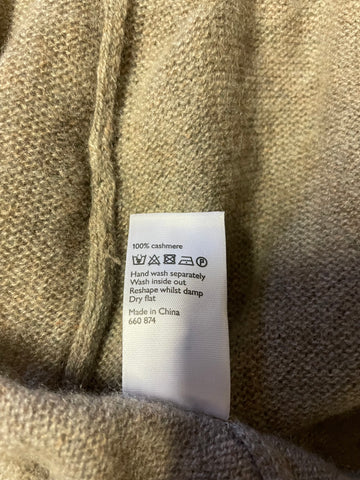 100% cashmere
P
Hand wash separately
Wash inside out
Reshape whilst damp
Dry flat
Made in China
660 874